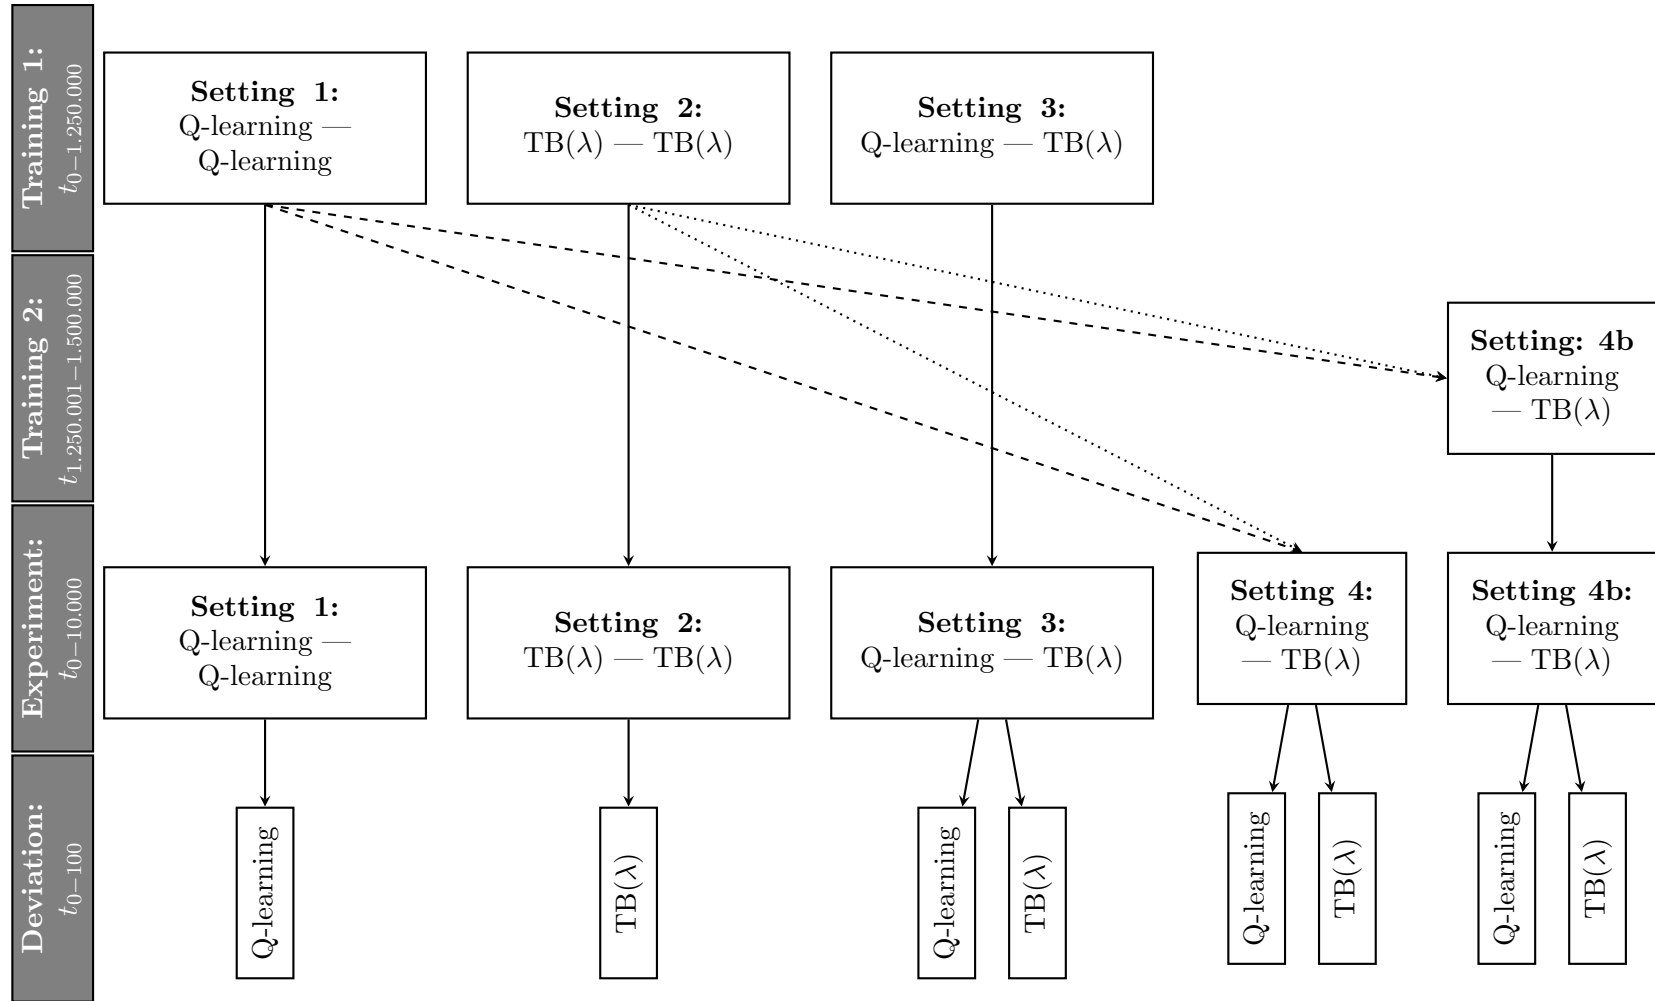 Training 1:
t0−1.250.000
Setting 1:
Q-learning —
Q-learning
Setting 2:
TB(λ) — TB(λ)
Setting 3:
Q-learning — TB(λ)
Training 2:
t1.250.001−1.500.000
Setting: 4b
Q-learning
— TB(λ)
Experiment:
t0−10.000
Setting 1:
Q-learning —
Q-learning
Setting 2:
TB(λ) — TB(λ)
Setting 3:
Q-learning — TB(λ)
Setting 4:
Q-learning
— TB(λ)
Setting 4b:
Q-learning
— TB(λ)
Deviation:
t0−100
Q-learning
TB(λ)
Q-learning
TB(λ)
Q-learning
TB(λ)
Q-learning
TB(λ)